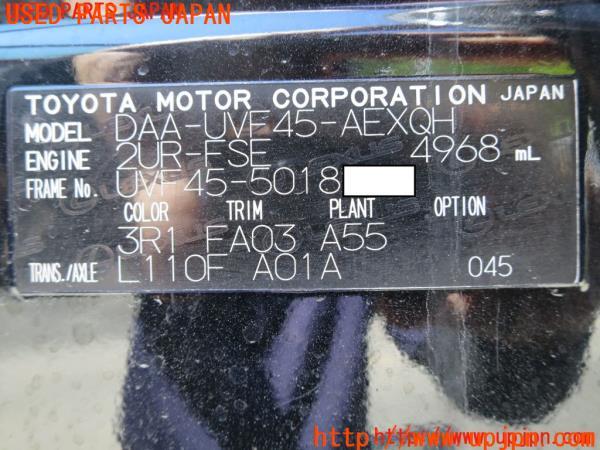 USED PARTS JAPAN
TOYOTA MOTOR CORPORATION JAPAN
MODEL DAA-UVF45-AEXQH
ENGINE 2UR-FSE 4968 mL
FRAME No. UVF45-5018
COLOR TRIM PLANT OPTION
3R1 FA03 A55
TRANS./AXLE L110F A01A 045